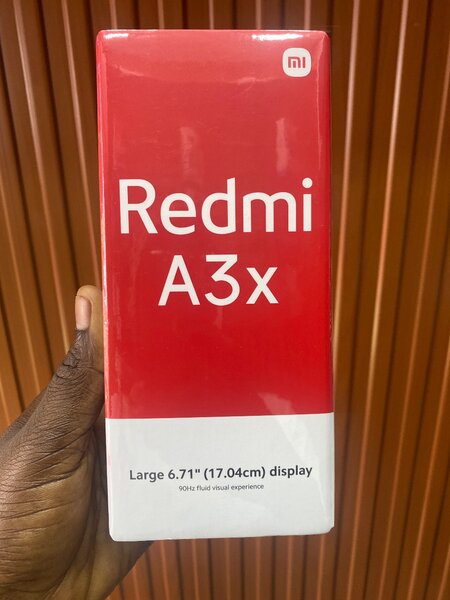 mi
Redmi
A3x
Large 6.71" (17.04cm) display
90Hz fluid visual experience